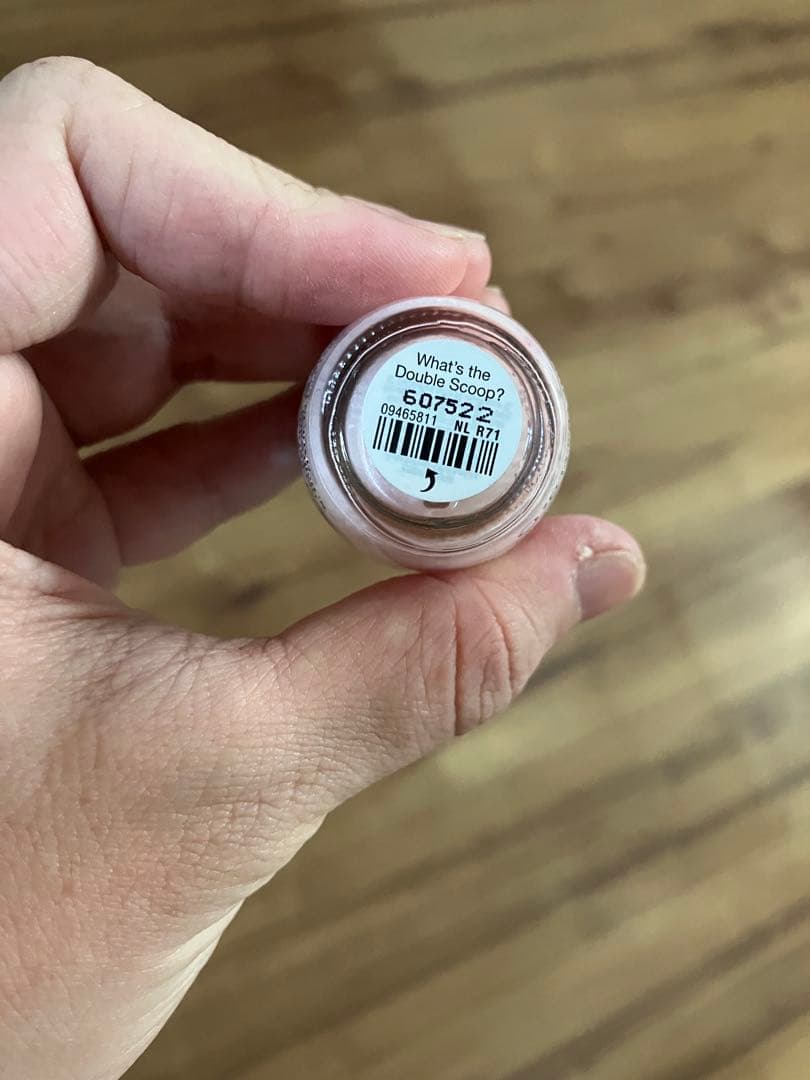 What's the
Double Scoop?
607522
09465811 NL R71